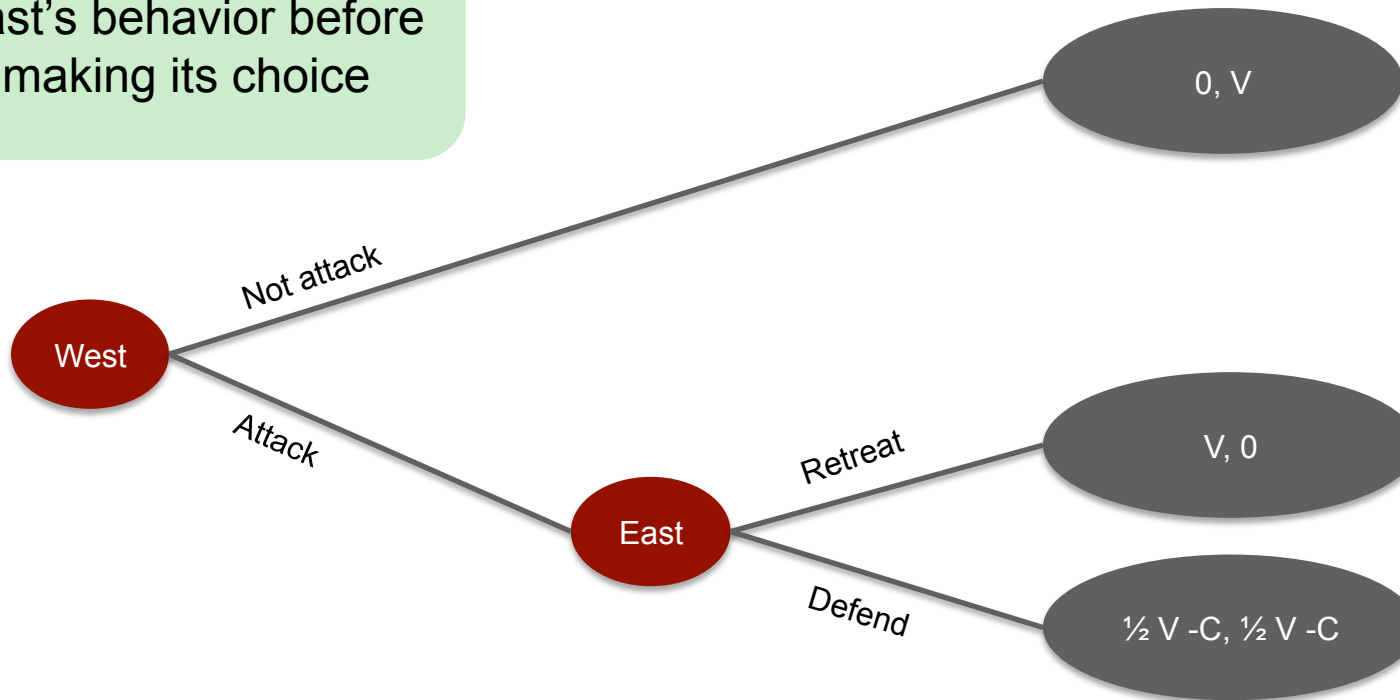 ast's behavior before
making its choice
0, V
Not attack
West
Attack
Retreat
V, 0
East
Defend
½ V -C, ½ V -C